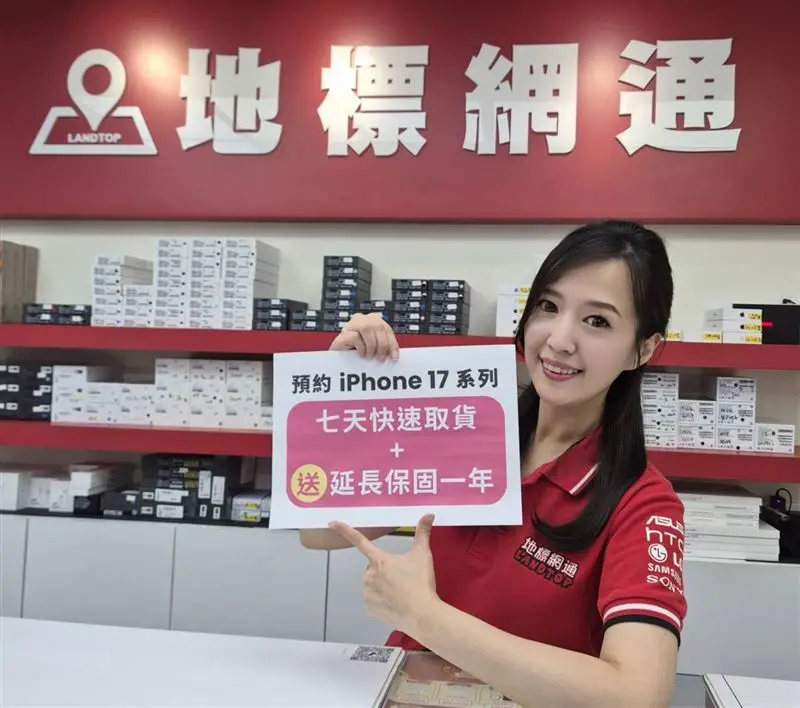 LANDTOP
地標網通
預約 iPhone 17 系列
七天快速取貨
+
送 延長保固一年
地標網通
LANDTOP
ASUS
hTC
LG
SAMSUNG
SONY